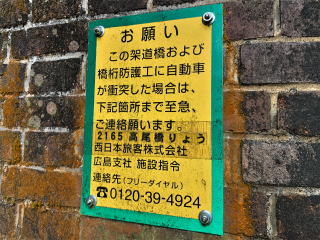 お願い
この架道橋および
橋桁防護工に自動車
が衝突した場合は、
下記箇所まで至急、
ご連絡願います。
2165 高尾橋りょう
西日本旅客株式会社
広島支社 施設指令
連絡先(フリーダイヤル)
☎0120-39-4924